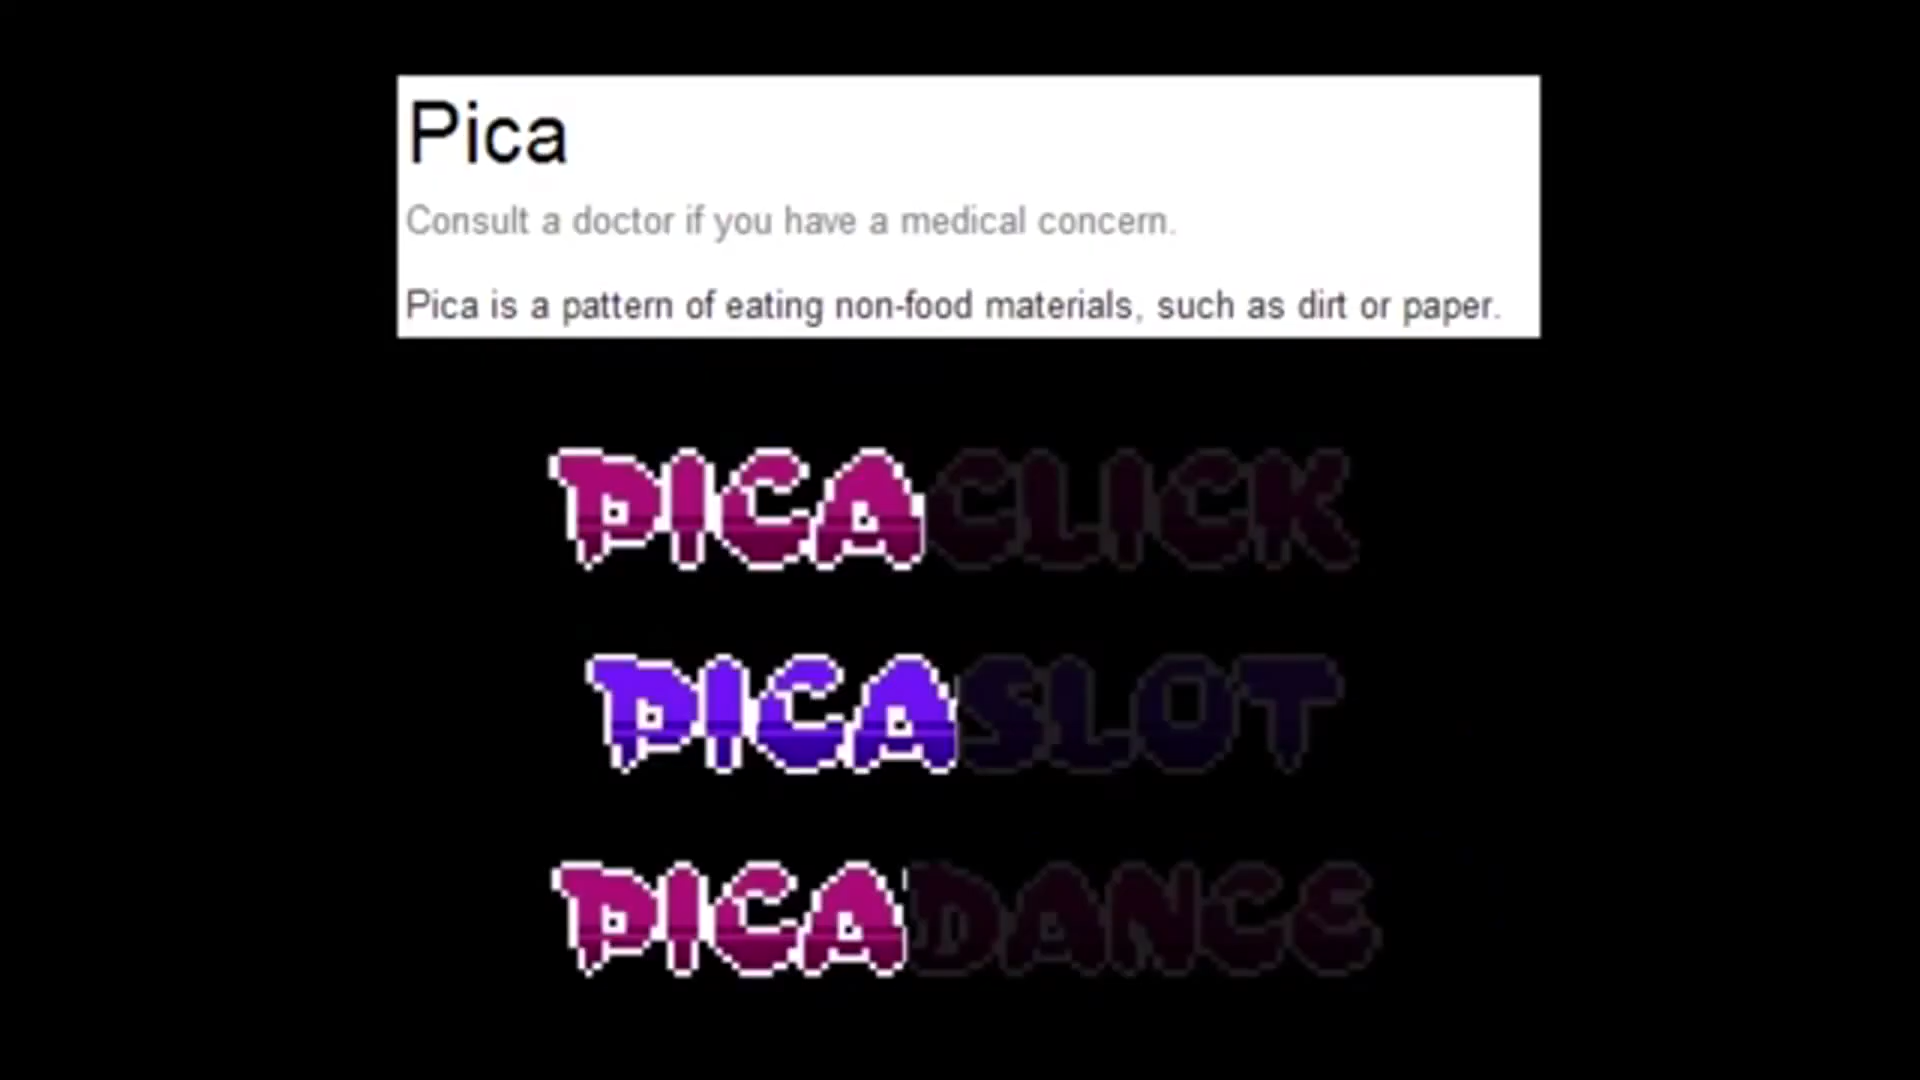 Pica
Consult a doctor if you have a medical concern.
Pica is a pattern of eating non-food materials, such as dirt or paper.
PICACLICK
PICASLOT
PICADANCE